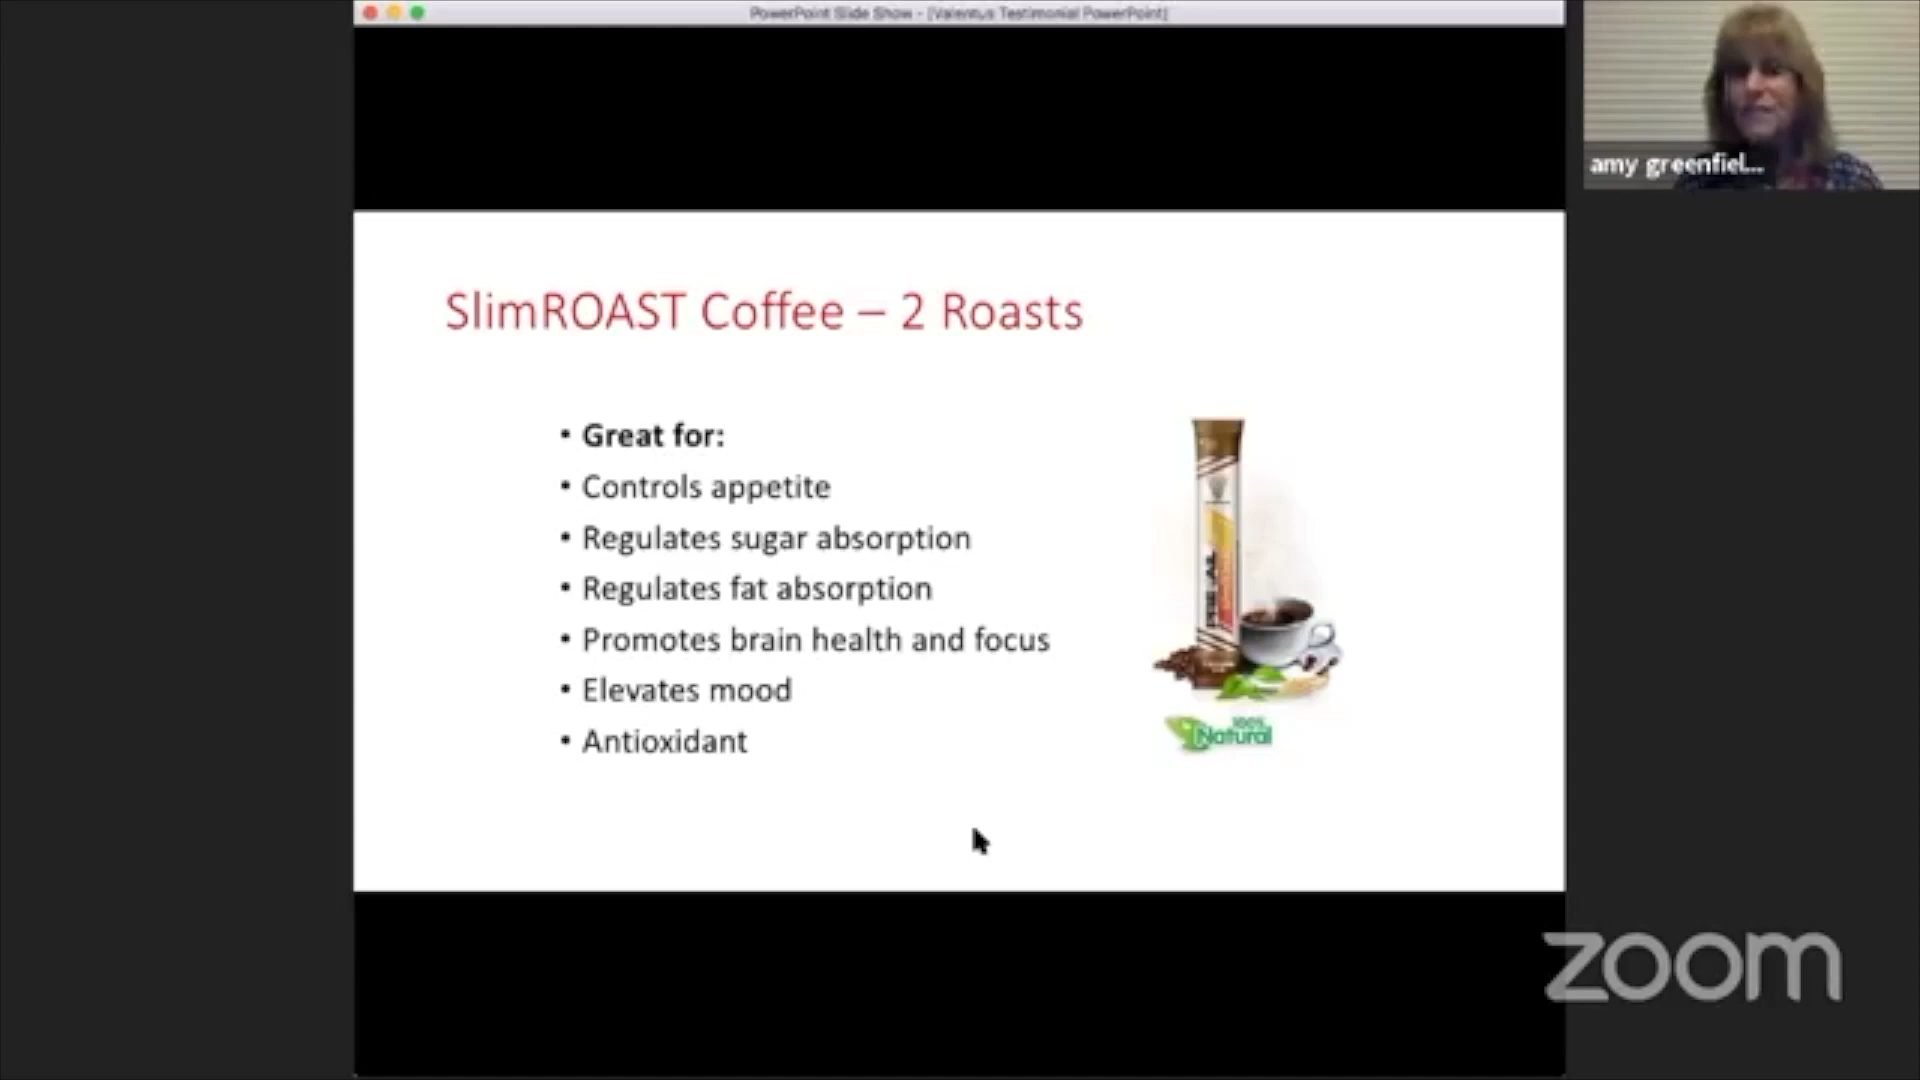 PowerPoint Slide Show - [Valentus Testimonial PowerPoint]
amy greenfiel...
SlimROAST Coffee – 2 Roasts
• Great for:
• Controls appetite
• Regulates sugar absorption
• Regulates fat absorption
• Promotes brain health and focus
• Elevates mood
• Antioxidant
100%
Natural
zoom